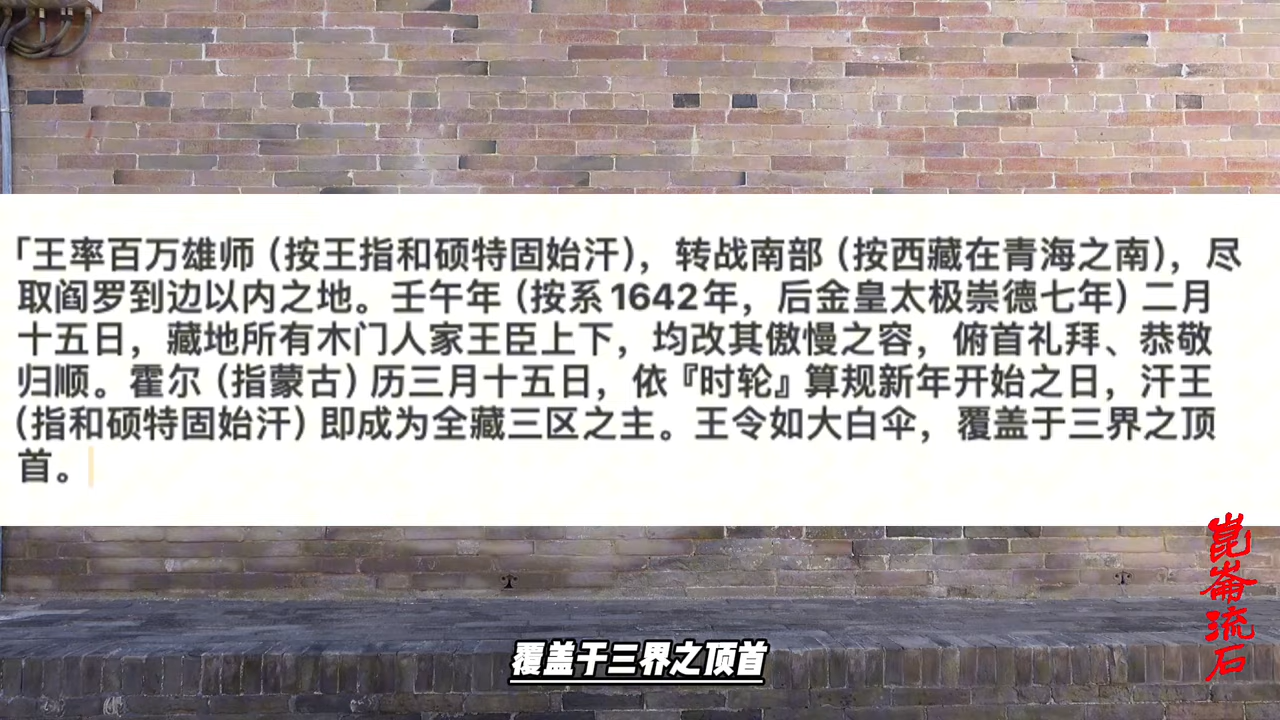 「王率百万雄师（按王指和硕特固始汗），转战南部（按西藏在青海之南），尽
取阎罗到边以内之地。壬午年（按系1642年，后金皇太极崇德七年）二月
十五日，藏地所有木门人家王臣上下，均改其傲慢之容，俯首礼拜、恭敬
归顺。霍尔（指蒙古）历三月十五日，依『时轮』算规新年开始之日，汗王
（指和硕特固始汗）即成为全藏三区之主。王令如大白伞，覆盖于三界之顶
首。
崑崙流石
覆盖于三界之顶首